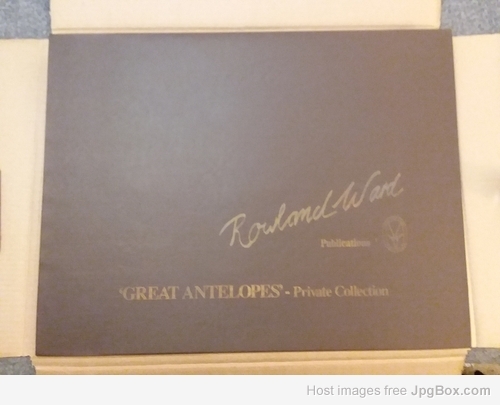 Rowland Ward
Publications
'GREAT ANTELOPES' - Private Collection
Host images free JpgBox.com